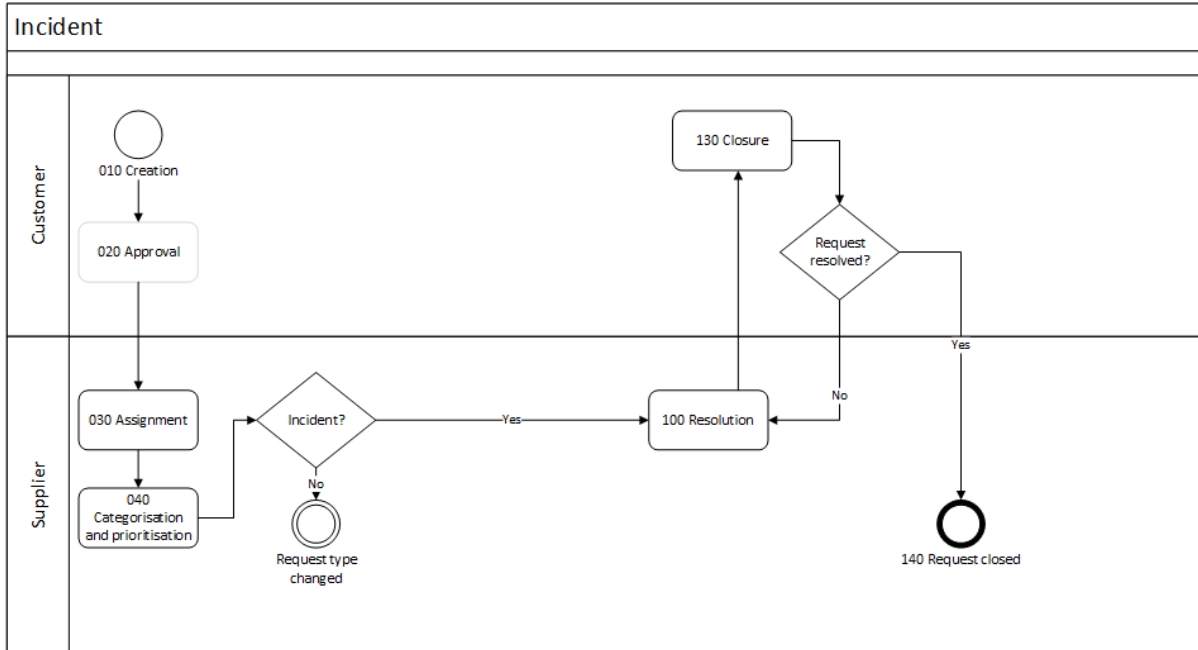 Incident
Customer
010 Creation
020 Approval
130 Closure
Request
resolved?
Yes
No
Supplier
030 Assignment
040
Categorisation
and prioritisation
Incident?
Yes
No
Request type
changed
100 Resolution
140 Request closed